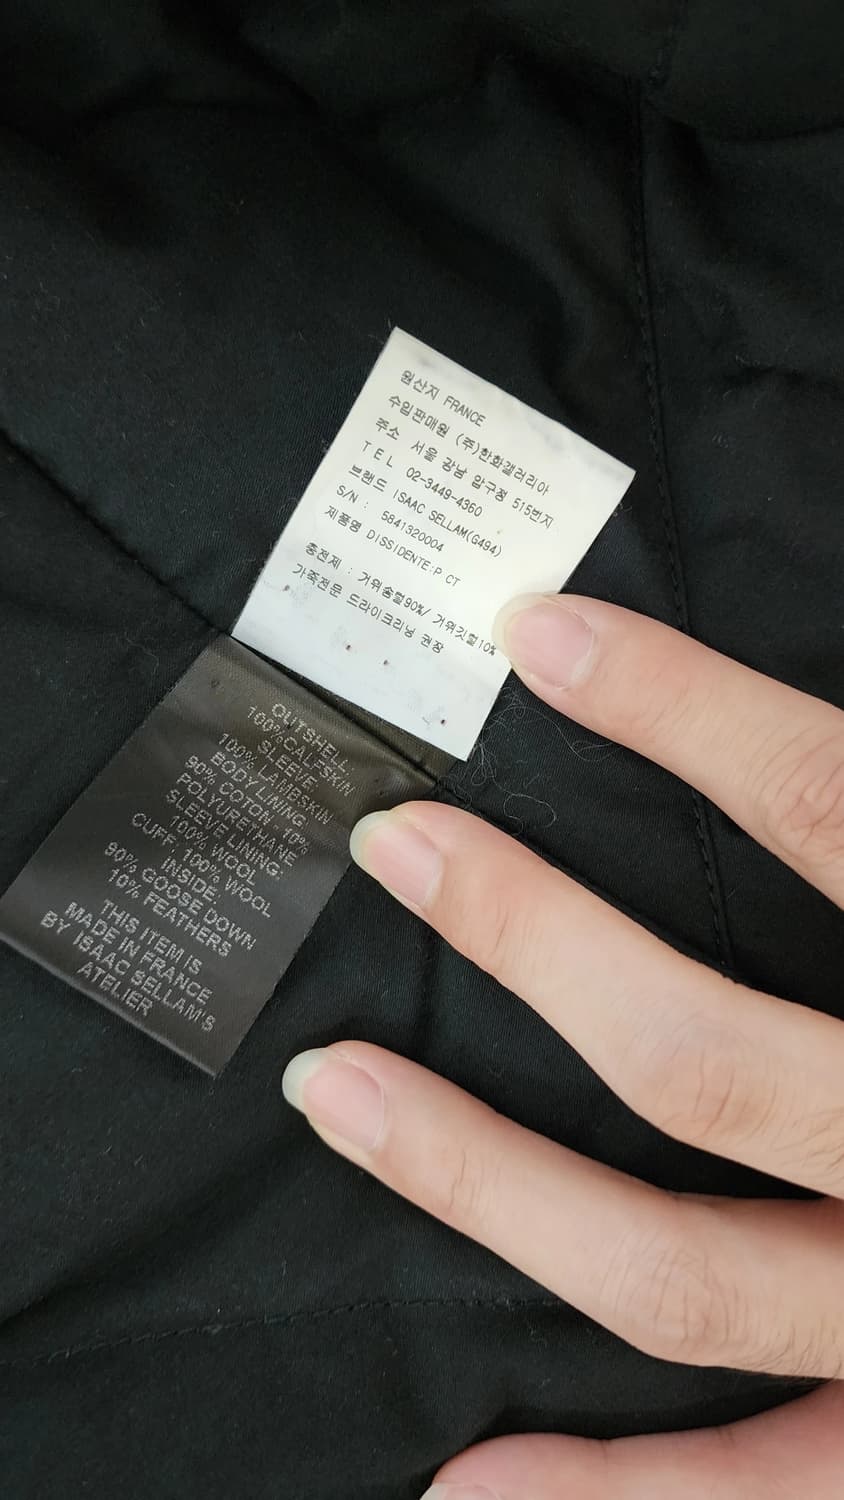 원산지 FRANCE
수입판매원 (주)한화갤러리아
주소 서울 강남 압구정 515번지
TEL 02-3449-4360
브랜드 ISAAC SELLAM(G494)
S/N : 5841320004
제품명 DISSIDENTE:P CT
충전제 : 거위솜털90%/ 거위깃털10%
가죽전문 드라이크리닝 권장
OUTSHELL:
100%CALFSKIN
SLEEVE
100% LAMBSKIN
BODY LINING
90% COTON-10%
POLYURETHANE
SLEEVE LINING:
100% WOOL
CUFF 100% WOOL
INSIDE:
90% GOOSE DOWN
10% FEATHERS
THIS ITEM IS
MADE IN FRANCE
BY ISAAC SELLAM'S
ATELIER